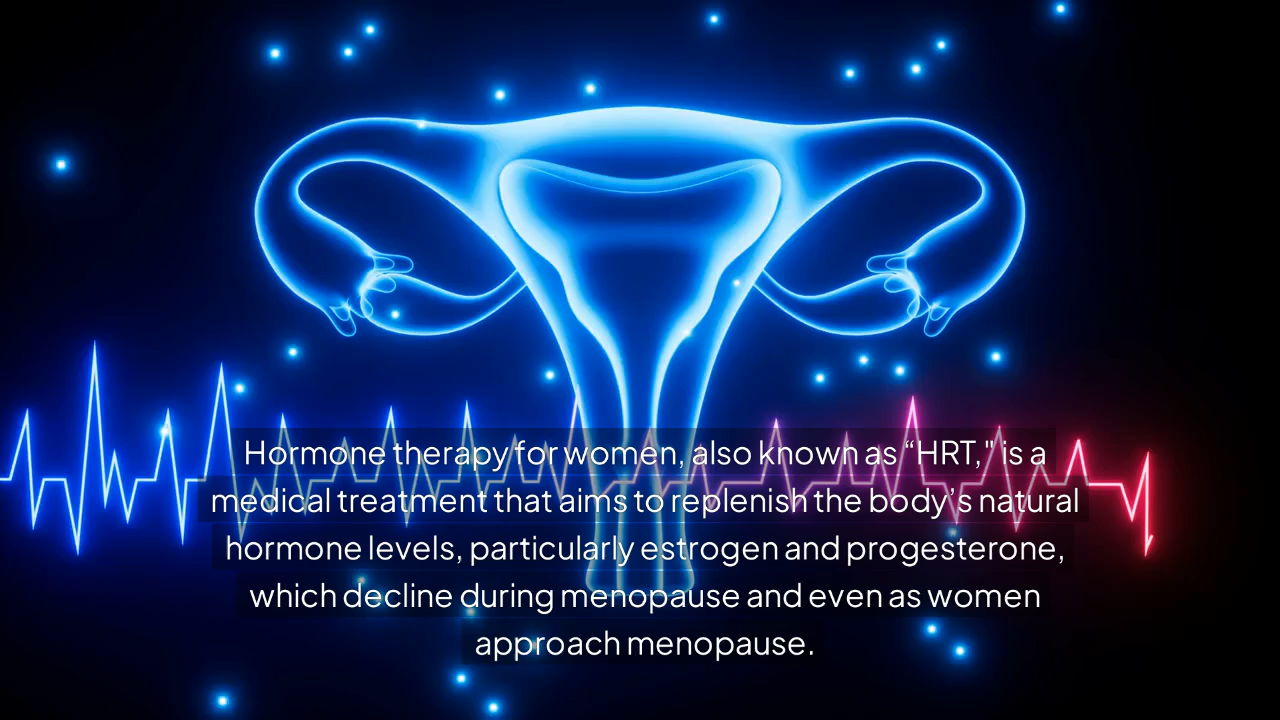 Hormone therapy for women, also known as “HRT," is a
medical treatment that aims to replenish the body’s natural
hormone levels, particularly estrogen and progesterone,
which decline during menopause and even as women
approach menopause.